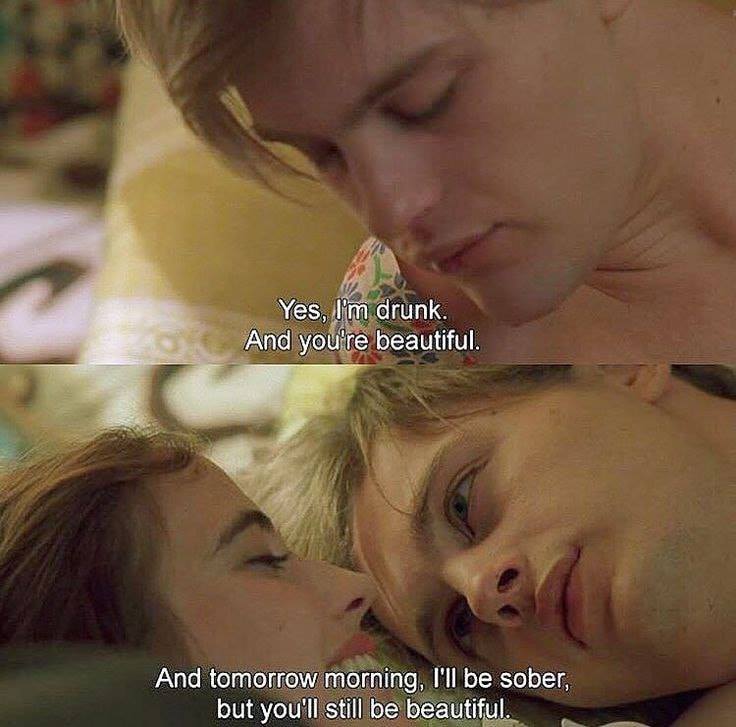 Yes, I'm drunk.
And you're beautiful.
And tomorrow morning, I'll be sober,
but you'll still be beautiful.